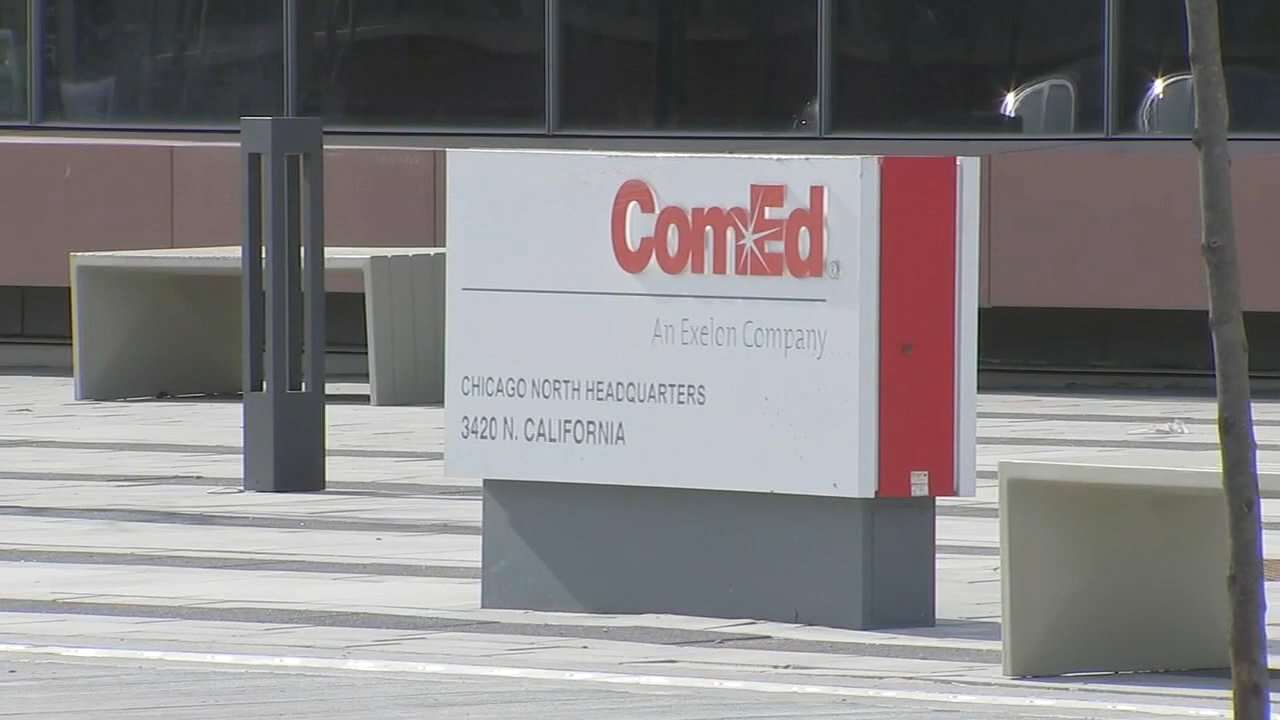 ComEd®
An Exelon Company
CHICAGO NORTH HEADQUARTERS
3420 N. CALIFORNIA